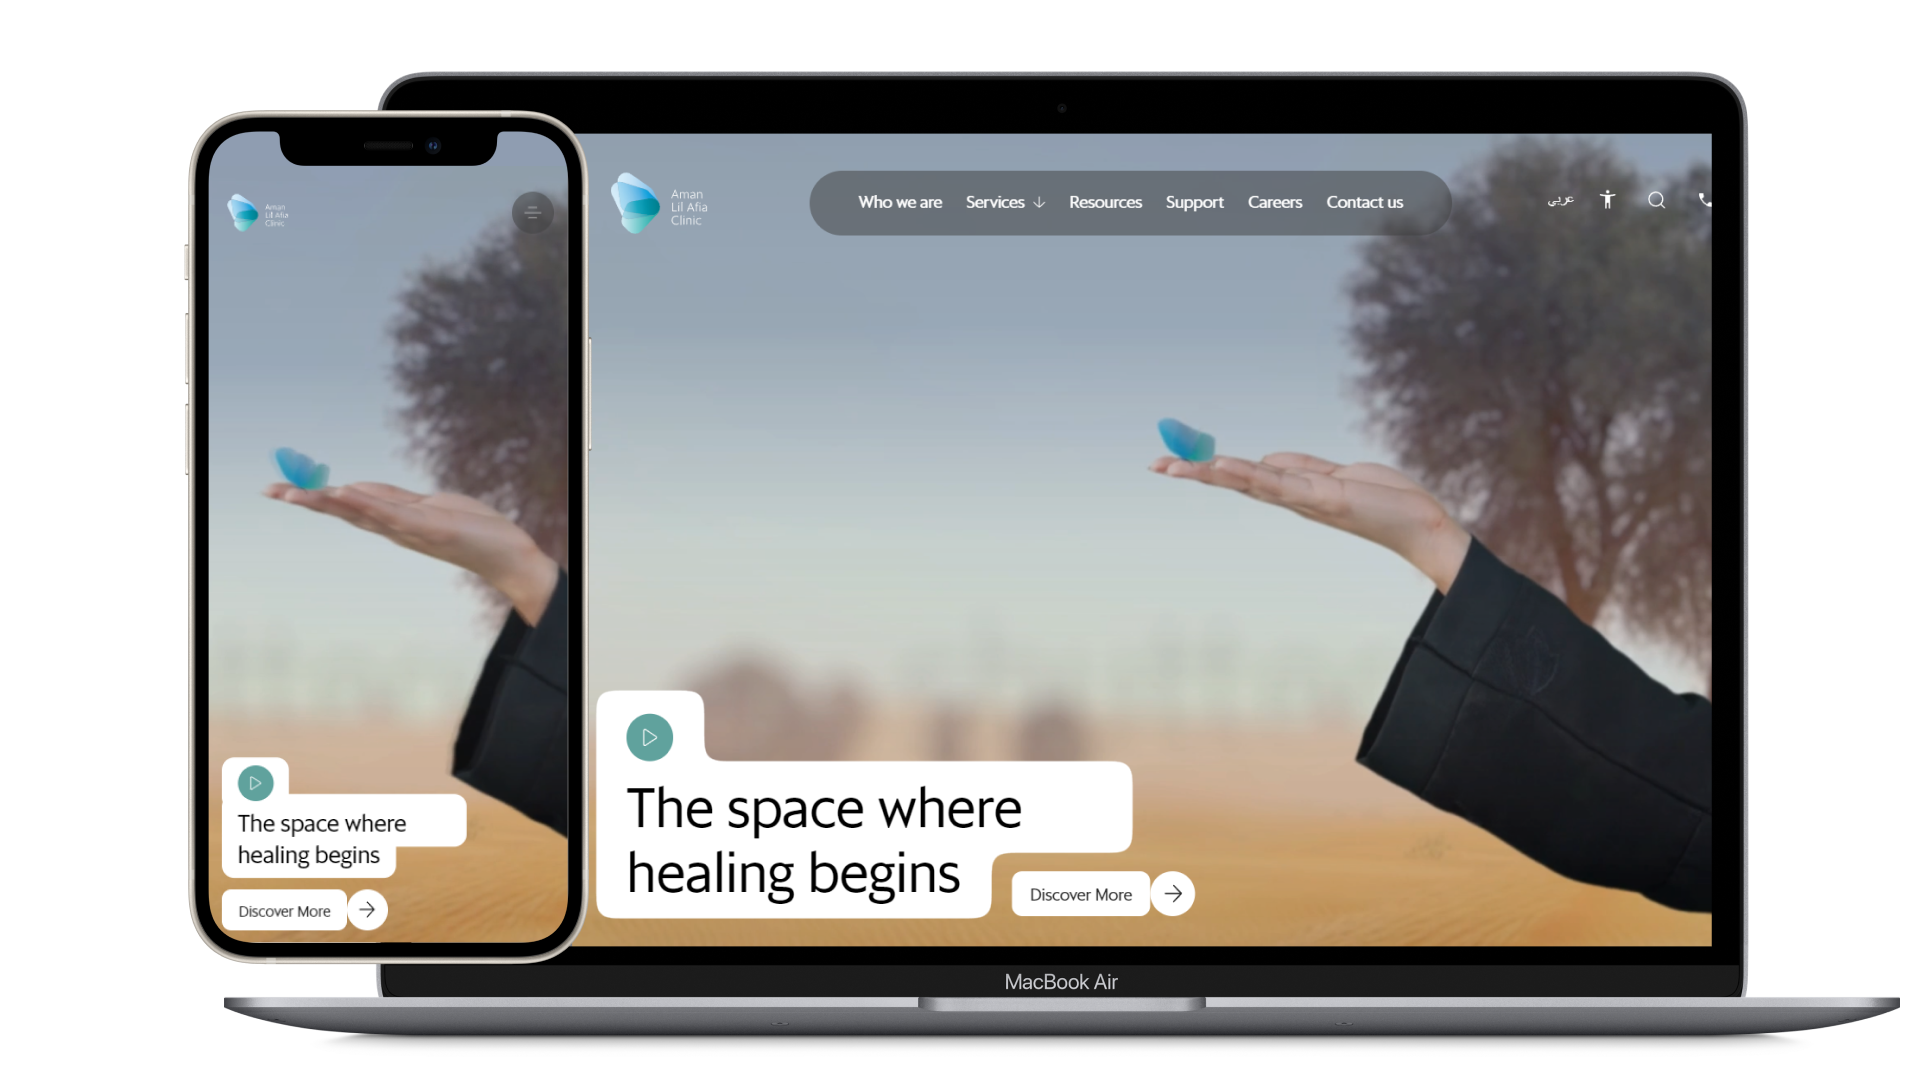 Aman
Lil Afia
Clinic
The space where
healing begins
Discover More
Aman
Lil Afia
Clinic
Who we are
Services
Resources
Support
Careers
Contact us
عربي
The space where
healing begins
Discover More
MacBook Air